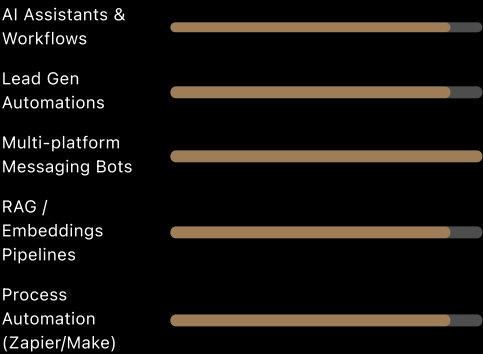 AI Assistants &
Workflows
Lead Gen
Automations
Multi-platform
Messaging Bots
RAG /
Embeddings
Pipelines
Process
Automation
(Zapier/Make)